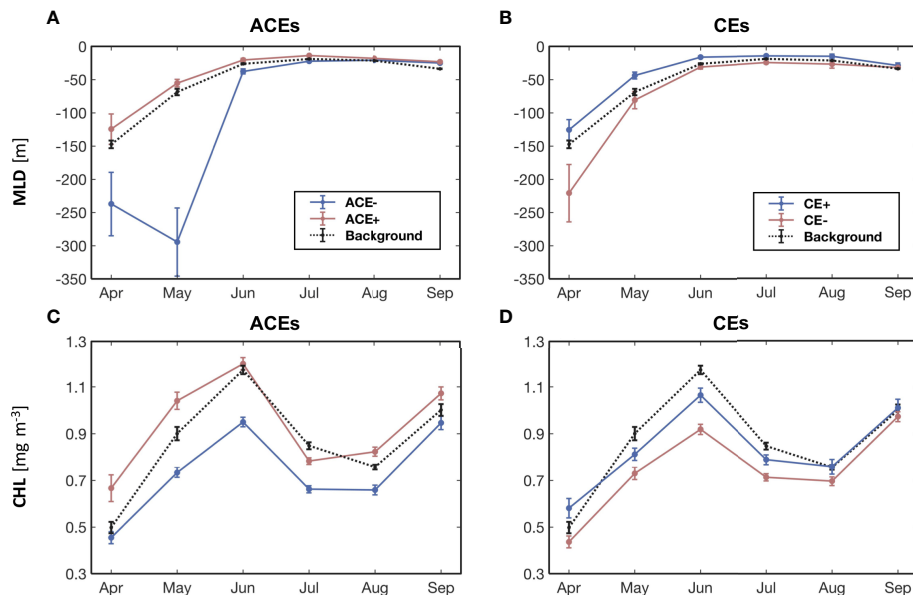 A
ACEs
MLD [m]
0
-50
-100
-150
-200
-250
-300
-350
ACE-
ACE+
Background
Apr May Jun Jul Aug Sep
B
CEs
0
-50
-100
-150
-200
-250
-300
-350
CE+
CE-
Background
Apr May Jun Jul Aug Sep
C
ACEs
CHL [mg m-3]
1.3
1.1
0.9
0.7
0.5
0.3
Apr May Jun Jul Aug Sep
D
CEs
1.3
1.1
0.9
0.7
0.5
0.3
Apr May Jun Jul Aug Sep